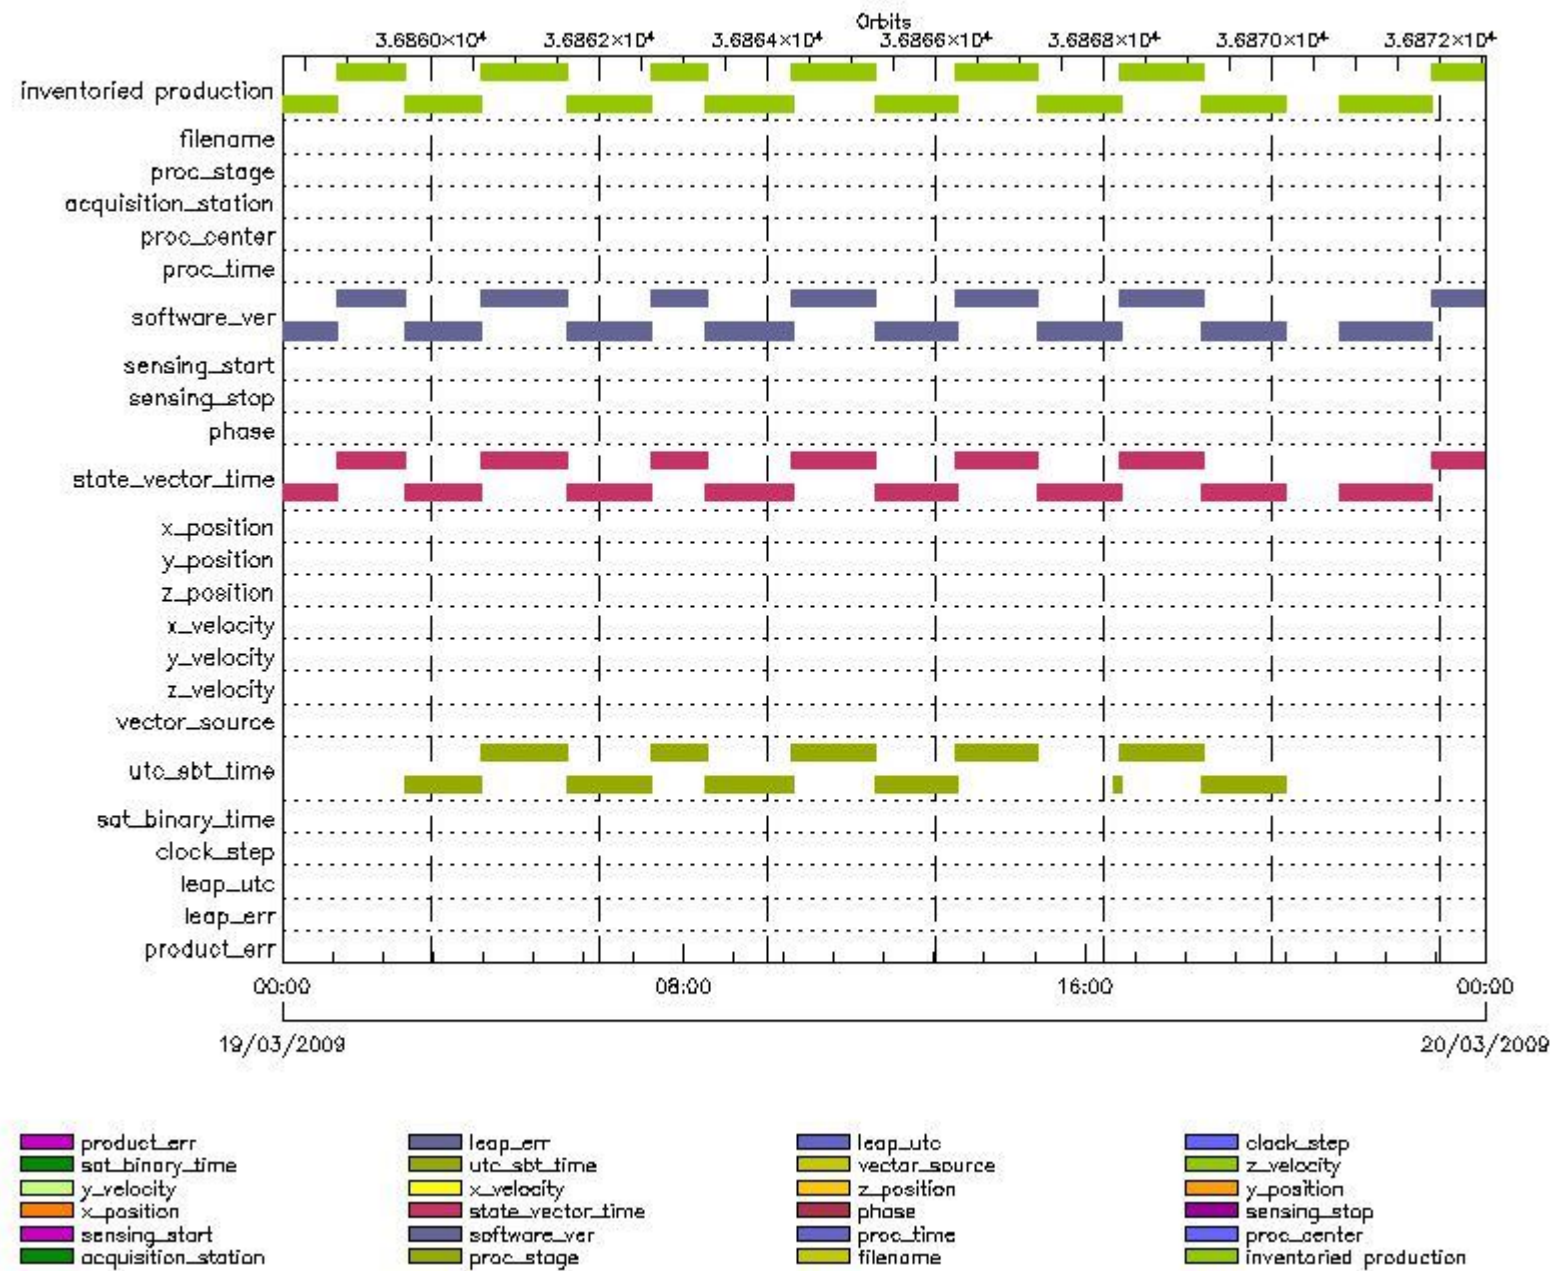 Orbits
3.6860×10⁴ 3.6862×10⁴ 3.6864×10⁴ 3.6866×10⁴ 3.6868×10⁴ 3.6870×10⁴ 3.6872×10⁴
inventoried production
filename
proc_stage
acquisition_station
proc_center
proc_time
software_ver
sensing_start
sensing_stop
phase
state_vector_time
x_position
y_position
z_position
x_velocity
y_velocity
z_velocity
vector_source
utc_sbt_time
sat_binary_time
clock_step
leap_utc
leap_err
product_err
00:00 08:00 16:00 00:00
19/03/2009 20/03/2009
product_err leap_err leap_utc clock_step
sat_binary_time utc_sbt_time vector_source z_velocity
y_velocity x_velocity z_position y_position
x_position state_vector_time phase sensing_stop
sensing_start software_ver proc_time proc_center
acquisition_station proc_stage filename inventoried production